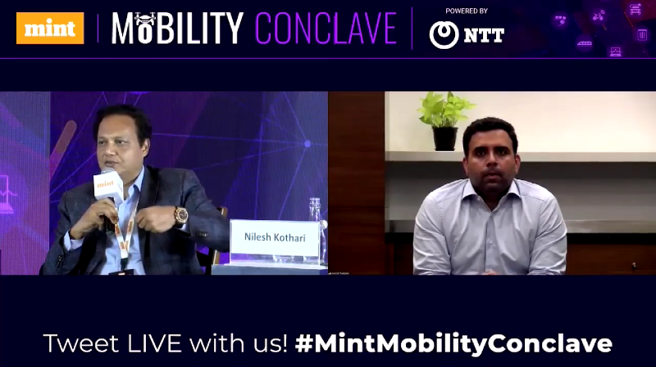 mint
MOBILITY CONCLAVE
POWERED BY
NTT
mint
Nilesh Kothari
Tweet LIVE with us! #MintMobilityConclave